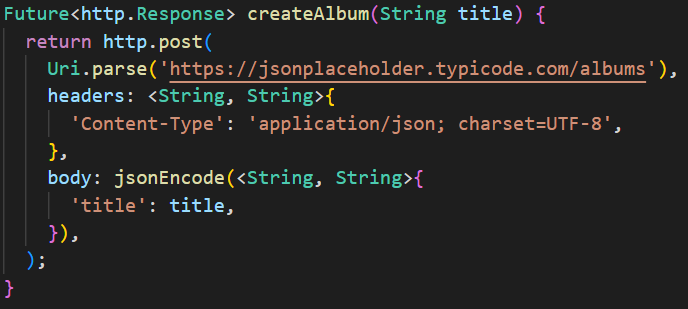 Future<http.Response> createAlbum(String title) {
  return http.post(
    Uri.parse('https://jsonplaceholder.typicode.com/albums'),
    headers: <String, String>{
      'Content-Type': 'application/json; charset=UTF-8',
    },
    body: jsonEncode(<String, String>{
      'title': title,
    }),
  );
}